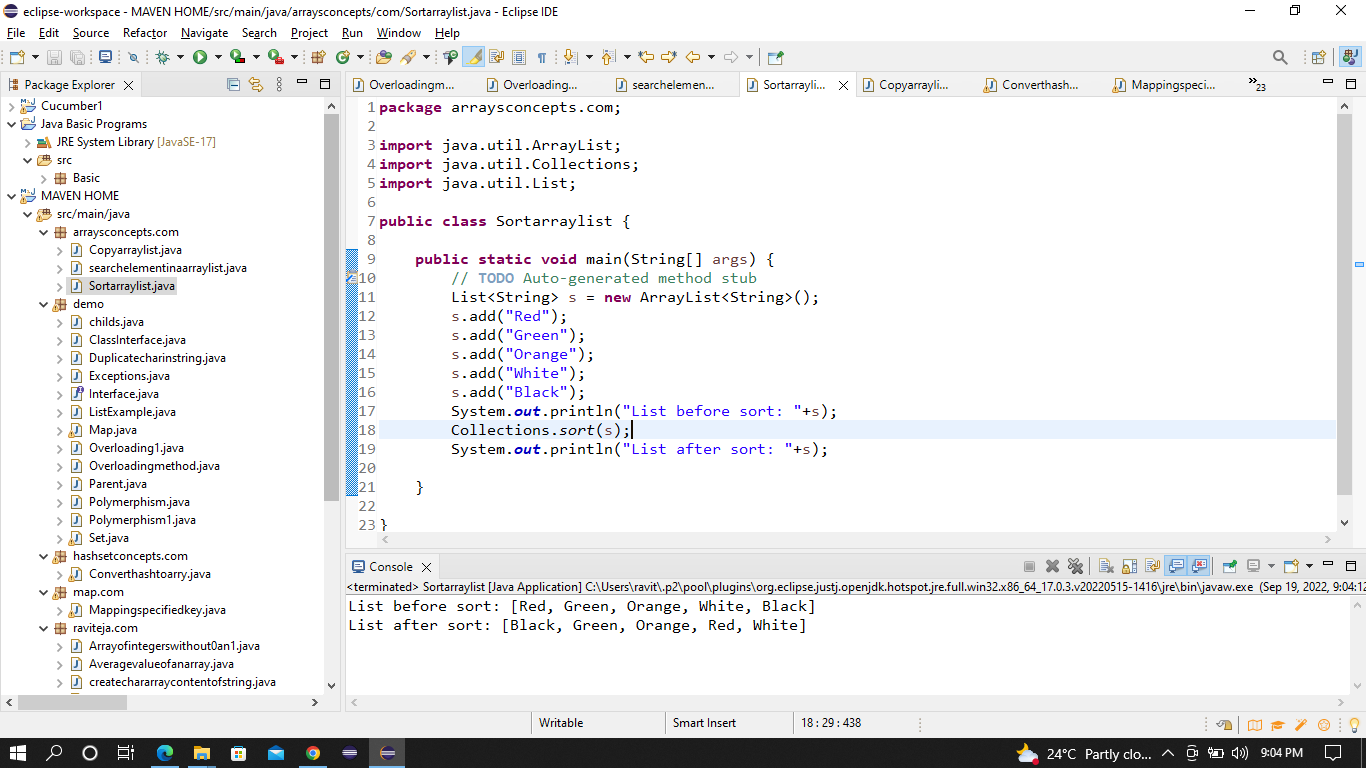 eclipse-workspace - MAVEN HOME/src/main/java/arraysconcepts/com/Sortarraylist.java - Eclipse IDE
File Edit Source Refactor Navigate Search Project Run Window Help
Package Explorer
Cucumber1
Java Basic Programs
JRE System Library [JavaSE-17]
src
Basic
MAVEN HOME
src/main/java
arraysconcepts.com
Copyarraylist.java
searchelementinaarraylist.java
Sortarraylist.java
demo
childs.java
ClassInterface.java
Duplicatecharinstring.java
Exceptions.java
Interface.java
ListExample.java
Map.java
Overloading1.java
Overloadingmethod.java
Parent.java
Polymerphism.java
Polymerphism1.java
Set.java
hashsetconcepts.com
Converthashtoarry.java
map.com
Mappingspecifiedkey.java
raviteja.com
Arrayofintegerswithout0an1.java
Averagevalueofanarray.java
createchararraycontentofstring.java
Overloadingm... Overloading... searchelemen... Sortarrayli... Copyarrayli... Converthash... Mappingspeci... »23
1 package arraysconcepts.com;
2
3 import java.util.ArrayList;
4 import java.util.Collections;
5 import java.util.List;
6
7 public class Sortarraylist {
8
9 public static void main(String[] args) {
10 // TODO Auto-generated method stub
11 List<String> s = new ArrayList<String>();
12 s.add("Red");
13 s.add("Green");
14 s.add("Orange");
15 s.add("White");
16 s.add("Black");
17 System.out.println("List before sort: "+s);
18 Collections.sort(s);
19 System.out.println("List after sort: "+s);
20
21 }
22
23 }
Console
<terminated> Sortarraylist [Java Application] C:\Users\ravit\.p2\pool\plugins\org.eclipse.justj.openjdk.hotspot.jre.full.win32.x86_64_17.0.3.v20220515-1416\jre\bin\javaw.exe (Sep 19, 2022, 9:04:12
List before sort: [Red, Green, Orange, White, Black]
List after sort: [Black, Green, Orange, Red, White]
Writable Smart Insert 18 : 29 : 438
24°C Partly clo... 9:04 PM